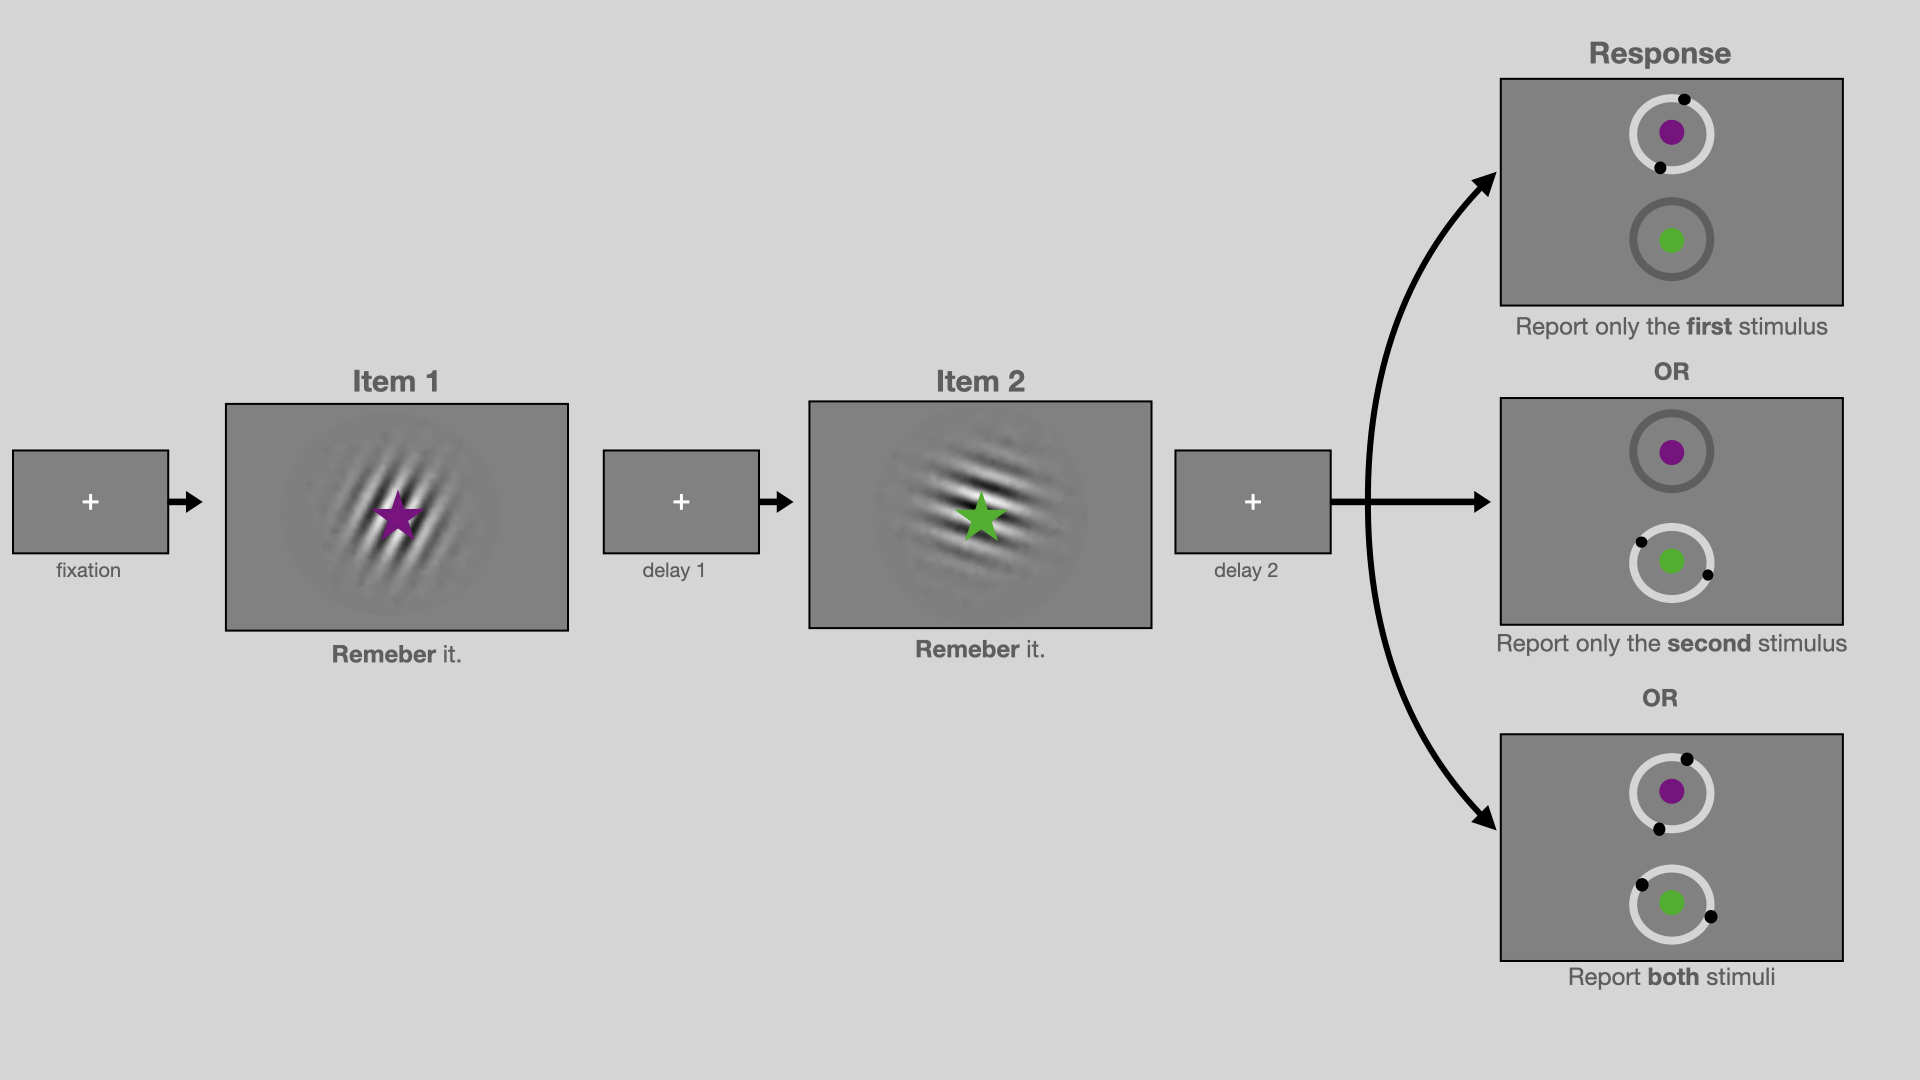 Response
Report only the first stimulus
OR
Item 1
Item 2
fixation
delay 1
delay 2
Remeber it.
Remeber it.
Report only the second stimulus
OR
Report both stimuli